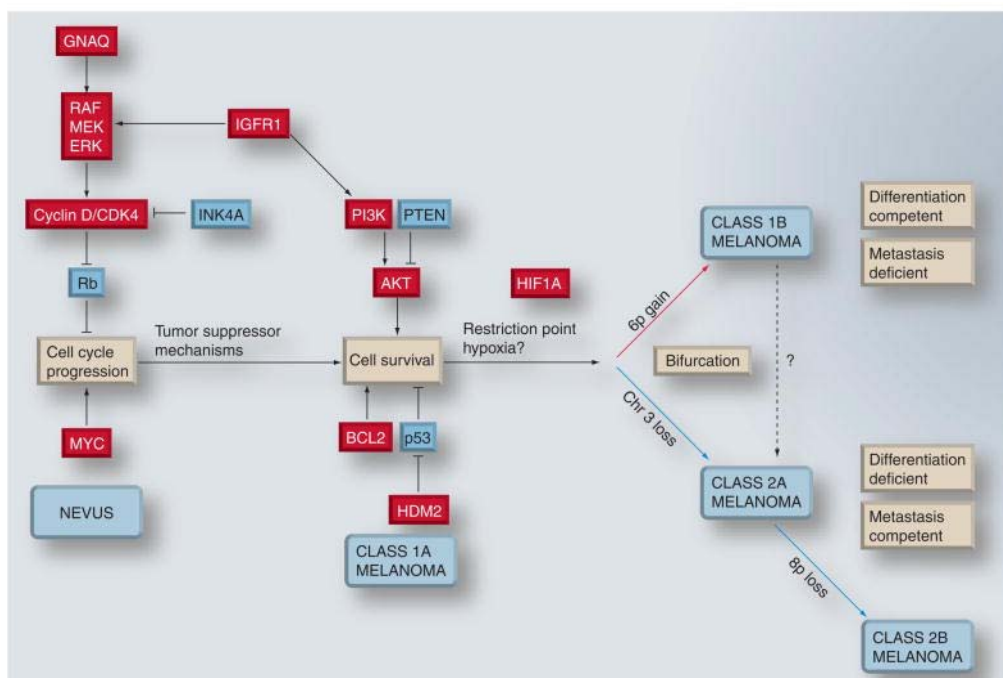 GNAQ
RAF
MEK
ERK
IGFR1
Cyclin D/CDK4
INK4A
PI3K
PTEN
Rb
AKT
HIF1A
Cell cycle
progression
Tumor suppressor
mechanisms
Cell survival
Restriction point
hypoxia?
MYC
BCL2
p53
NEVUS
HDM2
CLASS 1A
MELANOMA
6p gain
Bifurcation
Chr 3 loss
?
CLASS 1B
MELANOMA
Differentiation
competent
Metastasis
deficient
CLASS 2A
MELANOMA
Differentiation
deficient
Metastasis
competent
8p loss
CLASS 2B
MELANOMA